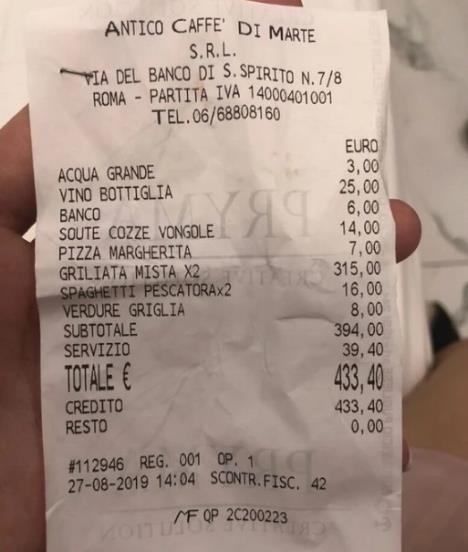 ANTICO CAFFE' DI MARTE
S.R.L.
VIA DEL BANCO DI S.SPIRITO N.7/8
ROMA - PARTITA IVA 14000401001
TEL.06/68808160
EURO
ACQUA GRANDE 3,00
VINO BOTTIGLIA 25,00
BANCO 6,00
SOUTE COZZE VONGOLE 14,00
PIZZA MARGHERITA 7,00
GRILIATA MISTA X2 315,00
SPAGHETTI PESCATORAx2 16,00
VERDURE GRIGLIA 8,00
SUBTOTALE 394,00
SERVIZIO 39,40
TOTALE € 433,40
CREDITO 433,40
RESTO 0,00
#112946 REG. 001 OP. 1
27-08-2019 14:04 SCONTR.FISC. 42
MF QP 2C200223